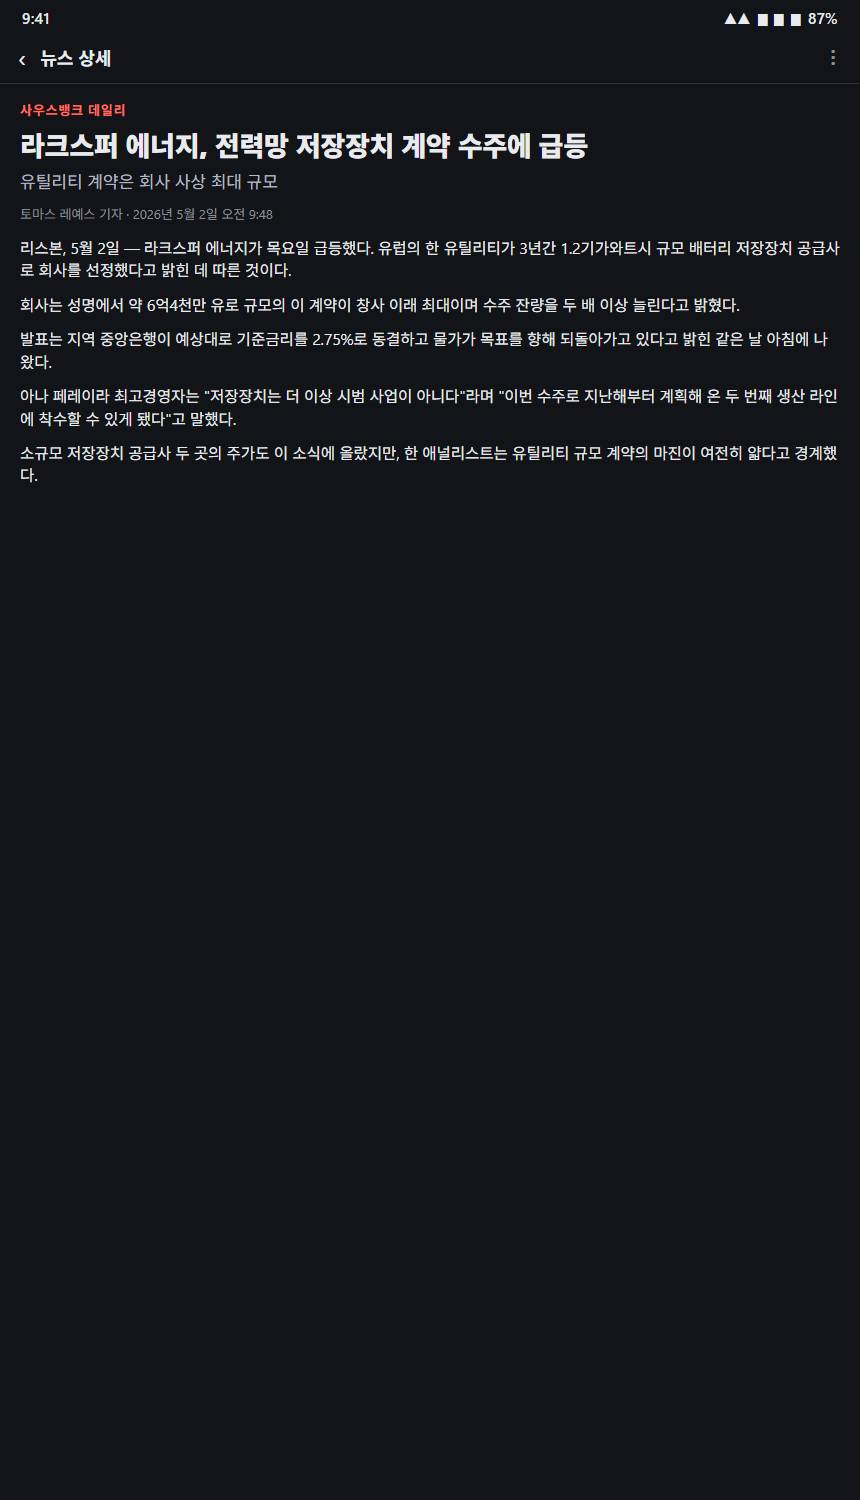 9:41
87%
‹ 뉴스 상세
사우스뱅크 데일리
라크스퍼 에너지, 전력망 저장장치 계약 수주에 급등
유틸리티 계약은 회사 사상 최대 규모
토마스 레예스 기자 · 2026년 5월 2일 오전 9:48
리스본, 5월 2일 — 라크스퍼 에너지가 목요일 급등했다. 유럽의 한 유틸리티가 3년간 1.2기가와트시 규모 배터리 저장장치 공급사
로 회사를 선정했다고 밝힌 데 따른 것이다.
회사는 성명에서 약 6억4천만 유로 규모의 이 계약이 창사 이래 최대이며 수주 잔량을 두 배 이상 늘린다고 밝혔다.
발표는 지역 중앙은행이 예상대로 기준금리를 2.75%로 동결하고 물가가 목표를 향해 되돌아가고 있다고 밝힌 같은 날 아침에 나
왔다.
아나 페레이라 최고경영자는 "저장장치는 더 이상 시범 사업이 아니다"라며 "이번 수주로 지난해부터 계획해 온 두 번째 생산 라인
에 착수할 수 있게 됐다"고 말했다.
소규모 저장장치 공급사 두 곳의 주가도 이 소식에 올랐지만, 한 애널리스트는 유틸리티 규모 계약의 마진이 여전히 얇다고 경계했
다.